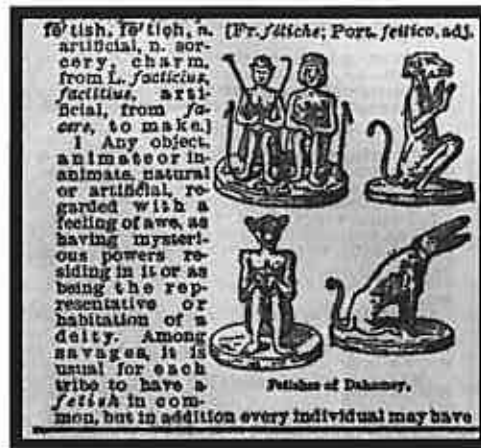 fe'tish, fe'tich, n. [Fr. fétiche; Port. feitico, adj.
artificial, n. sor-
cery, charm,
from L. facticius,
factitius, arti-
ficial, from fa-
cere, to make.]
1 Any object,
animate or in-
animate, natural
or artificial, re-
garded with a
feeling of awe, as
having mysteri-
ous powers re-
siding in it or as
being the rep-
resentative or
habitation of a
deity. Among
savages, it is
usual for each
tribe to have a
fetish in com-
mon, but in addition every individual may have
Fetishes of Dahomey.